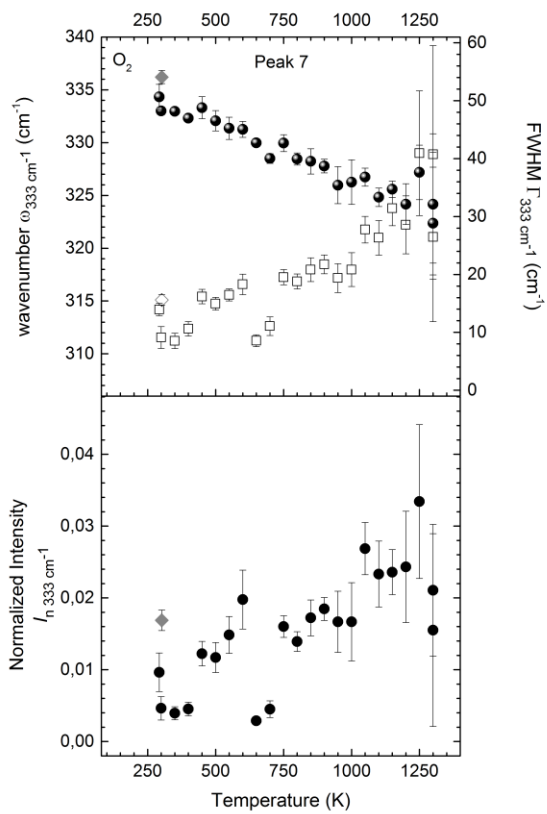 300 500 750 1000 1250
O2 Peak 7
340
335
330
325
320
315
310
wavenumber ω333 cm-1 (cm-1)
60
50
40
30
20
10
0
FWHM Γ333 cm-1 (cm-1)
0,04
0,03
0,02
0,01
0,00
Normalized Intensity
In 333 cm-1
250 500 750 1000 1250
Temperature (K)